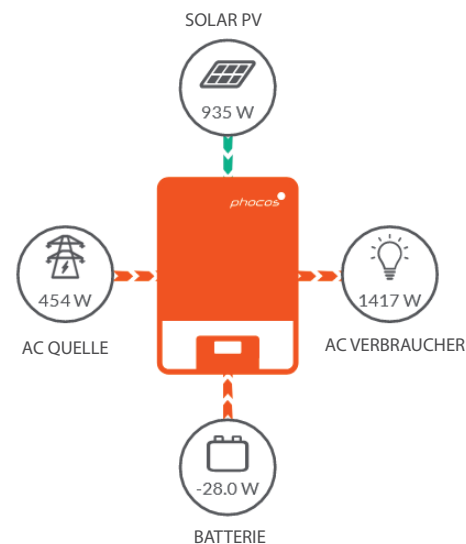 SOLAR PV
935 W
phocos
454 W
1417 W
AC QUELLE
AC VERBRAUCHER
-28.0 W
BATTERIE